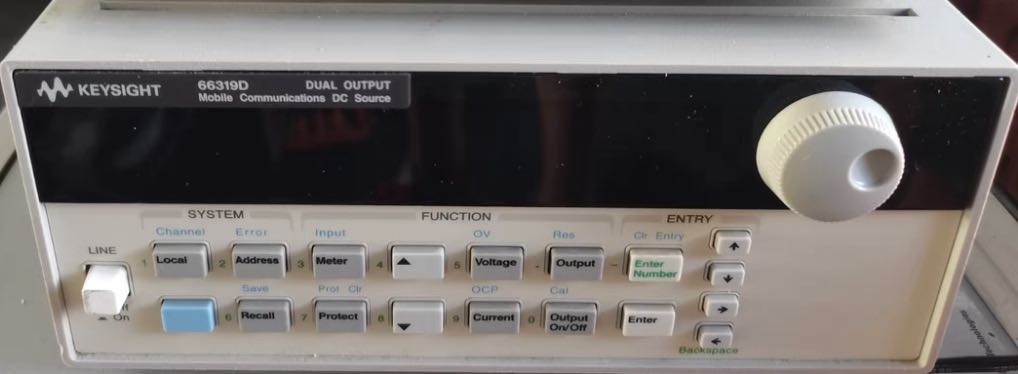 KEYSIGHT 66319D DUAL OUTPUT
Mobile Communications DC Source
SYSTEM FUNCTION ENTRY
Channel Error Input OV Res Clr Entry
LINE
1 Local 2 Address 3 Meter 4 5 Voltage . Output - Enter Number
Save Prot Clr OCP Cal
On
6 Recall 7 Protect 8 9 Current 0 Output On/Off Enter
Backspace
Technologies